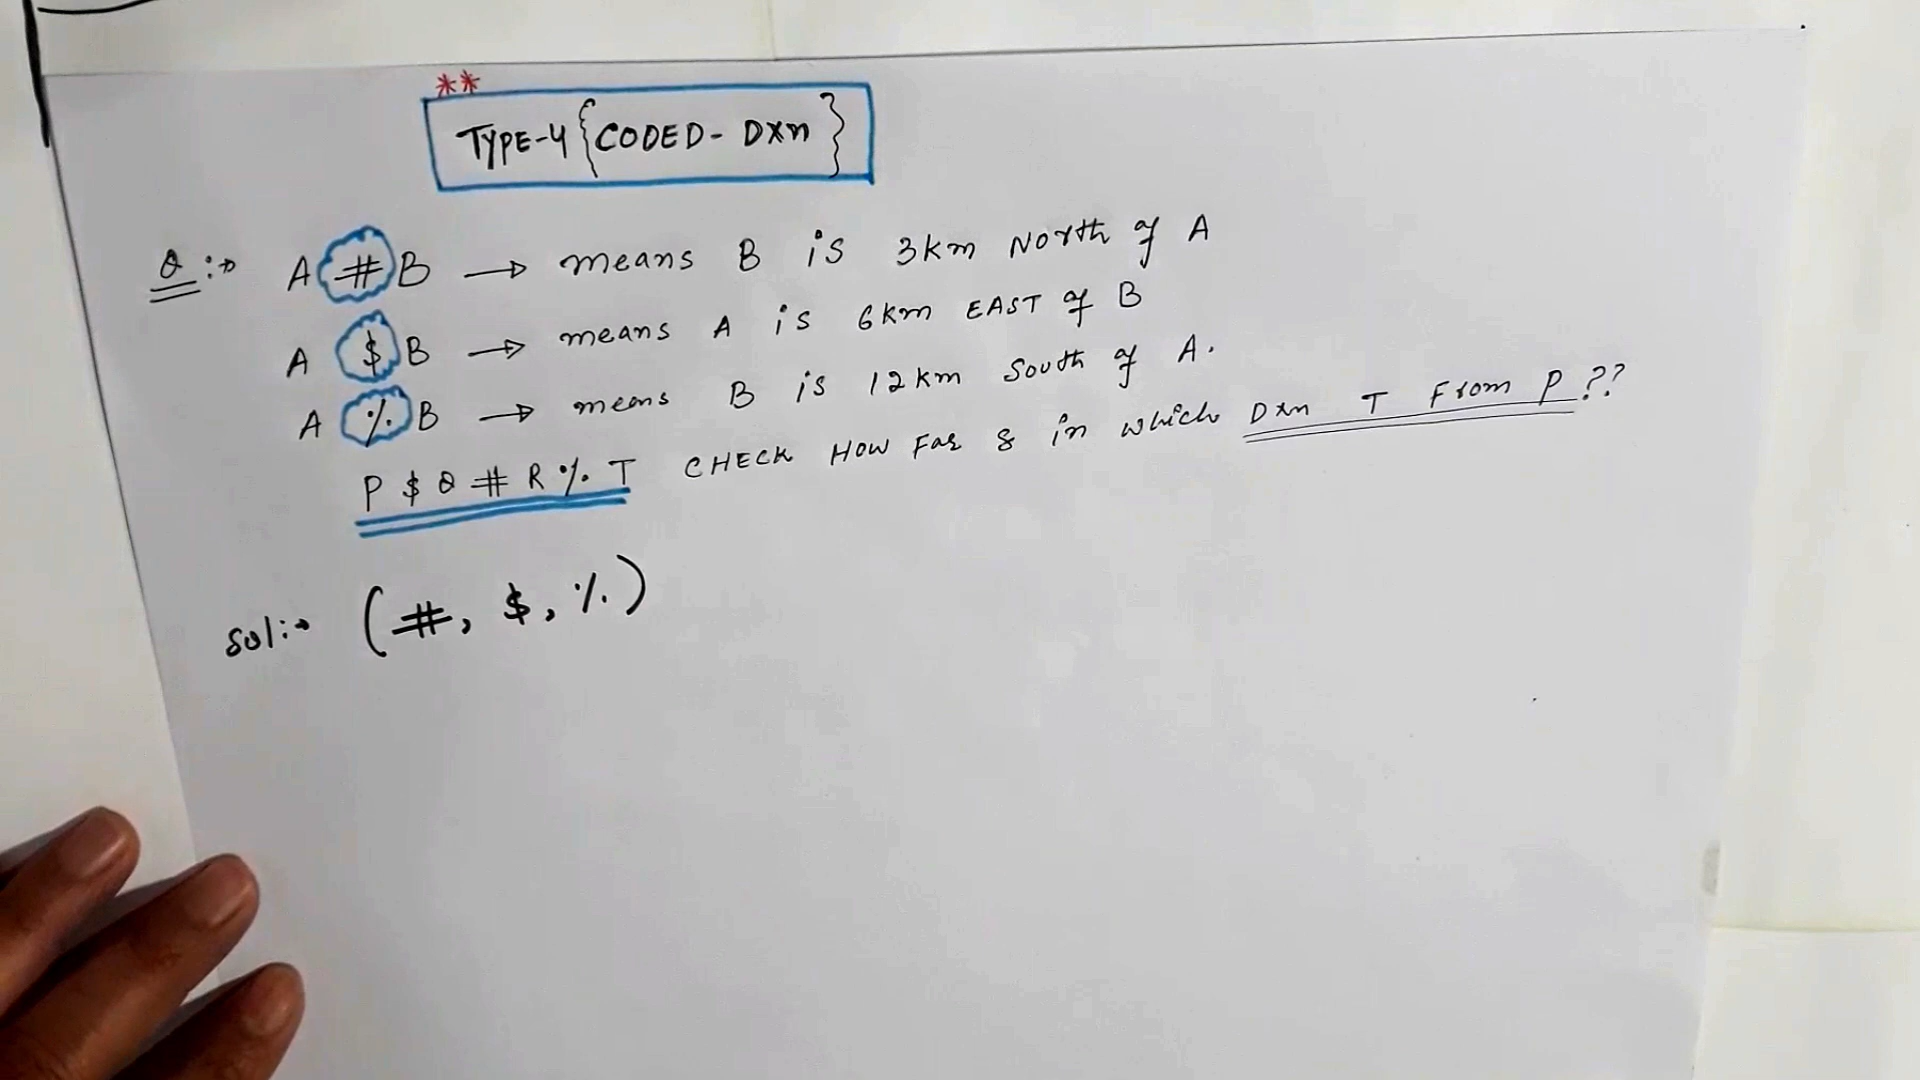 **
TYPE-4 {CODED- Dxn}
Q:→ A # B → means B is 3km North of A
A $ B → means A is 6km EAST of B
A % B → means B is 12km South of A.
P $ Q # R % T CHECK HOW FAR & in which Dxn T From P ??
Sol:→ (#, $, %)